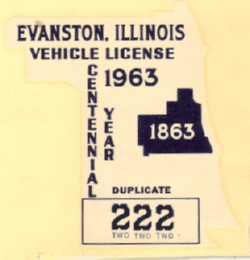 EVANSTON, ILLINOIS
VEHICLE LICENSE
CENTENNIAL
1963
YEAR
1863
DUPLICATE
222
TWO TWO TWO